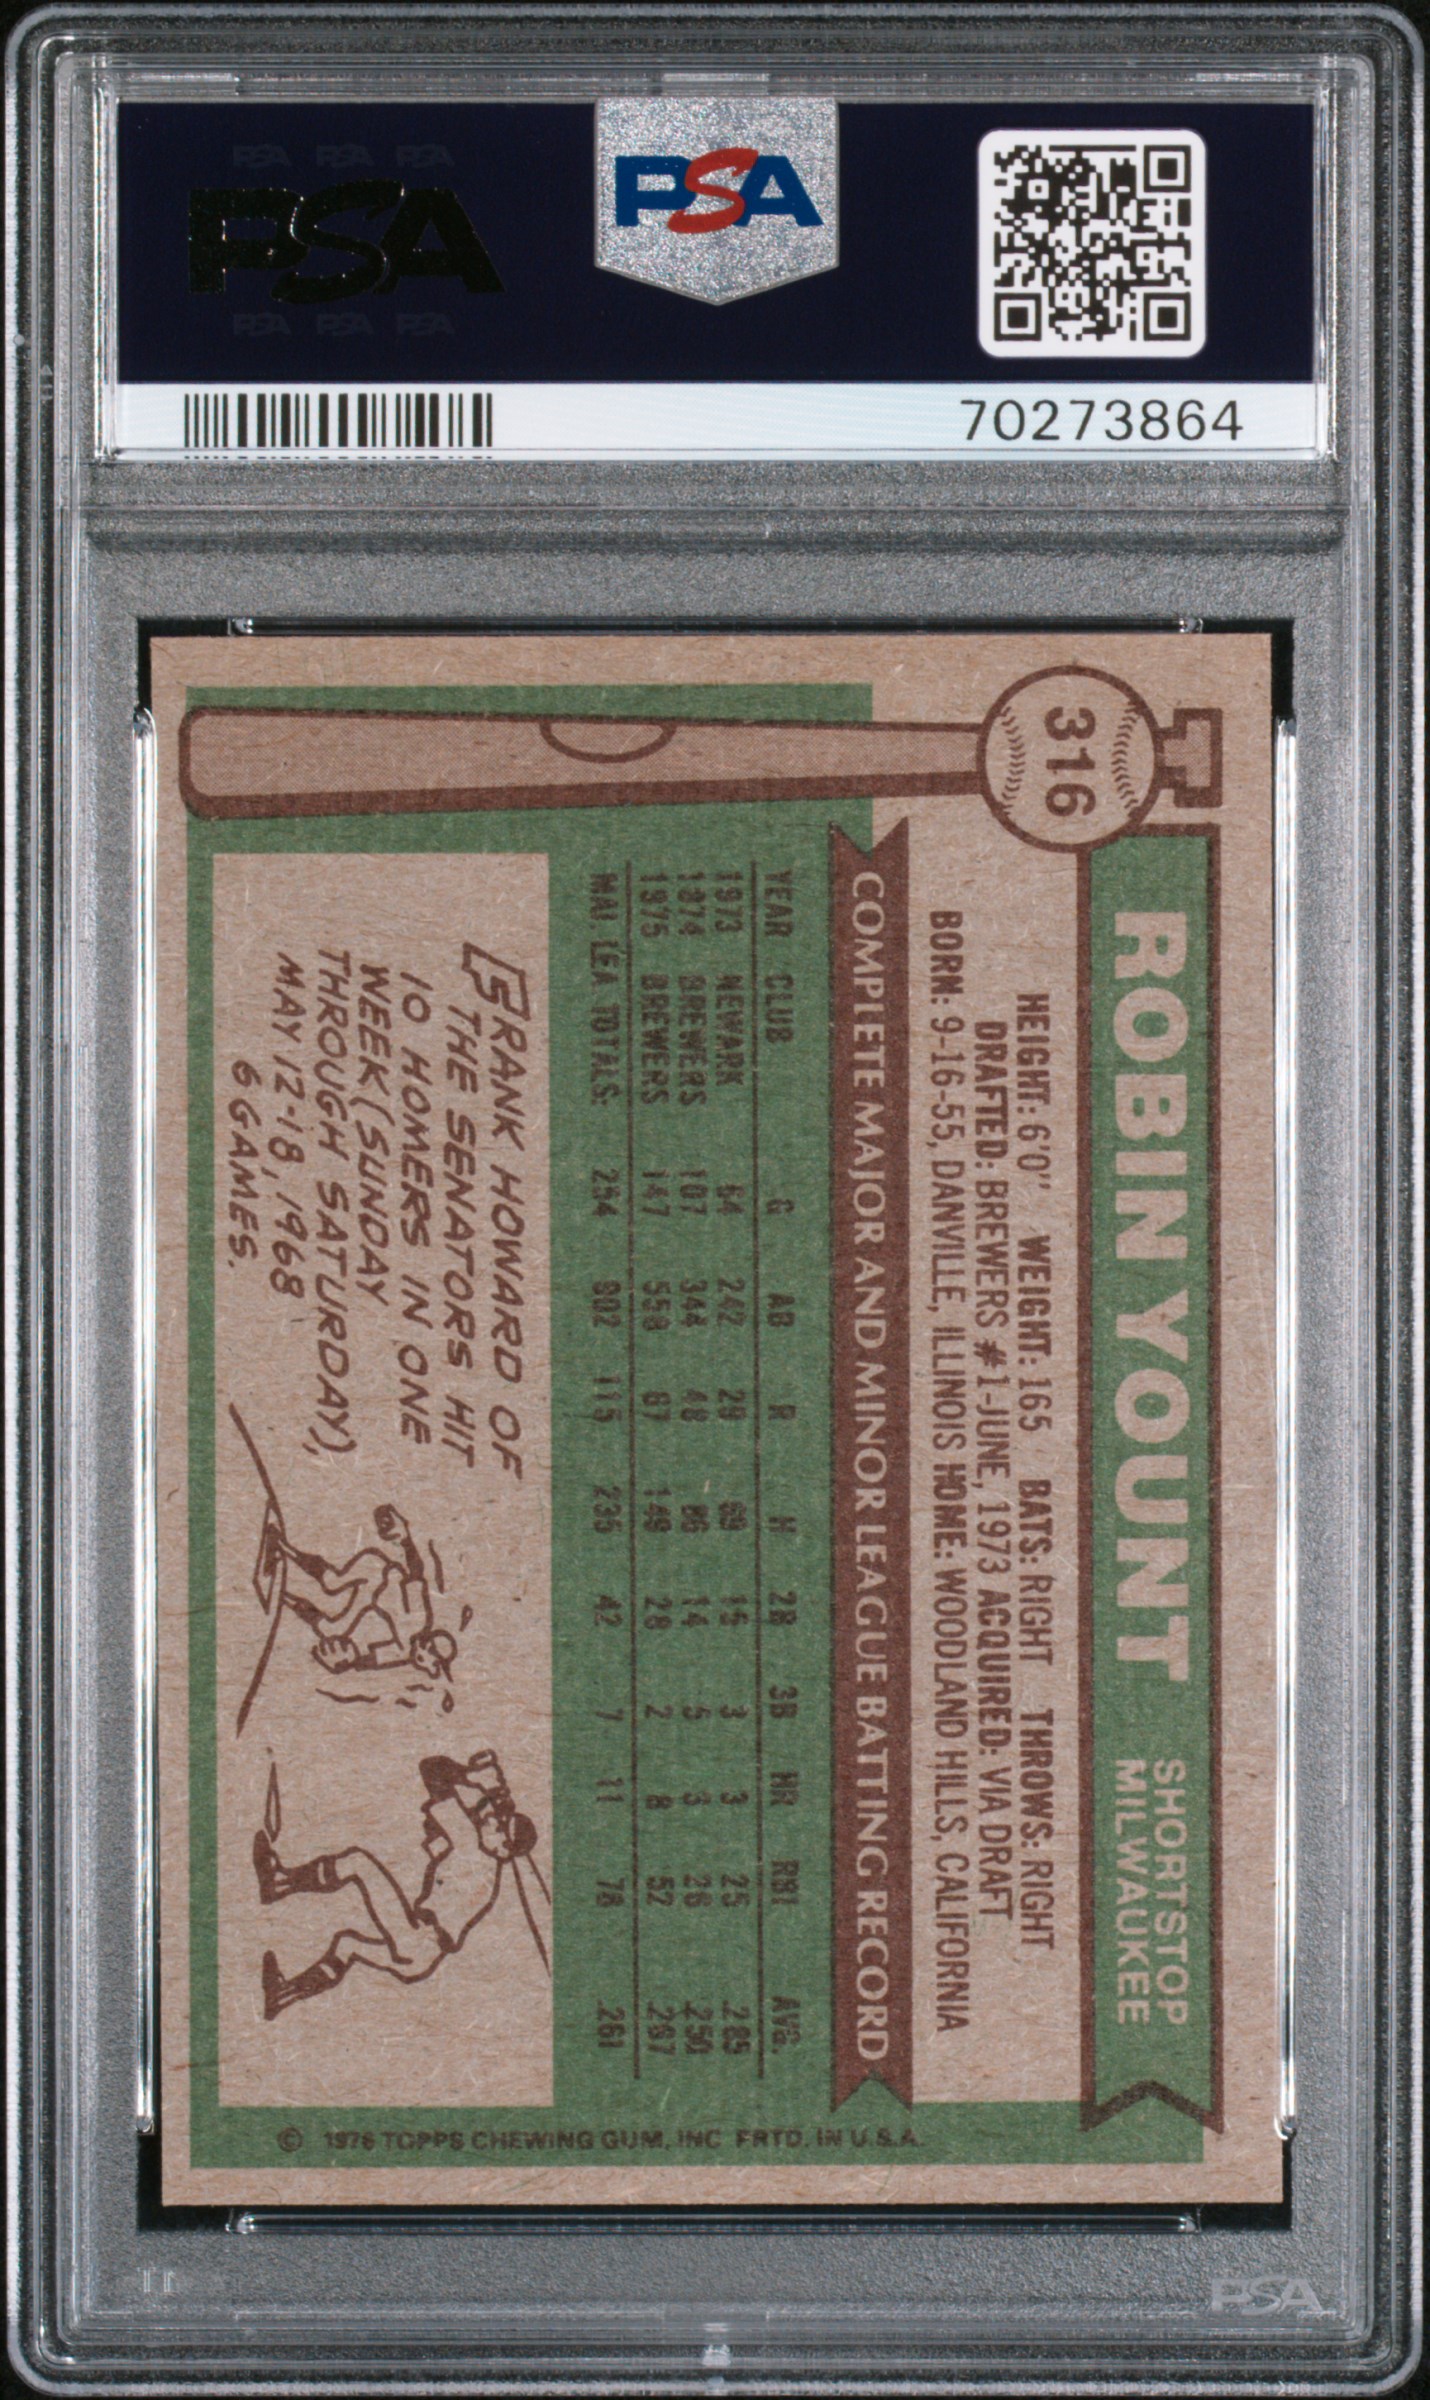 PSA PSA PSA
PSA
PSA PSA PSA
PSA
70273864
316
ROBIN YOUNT
SHORTSTOP
MILWAUKEE
HEIGHT: 6'0" WEIGHT: 165 BATS: RIGHT THROWS: RIGHT
DRAFTED: BREWERS #1-JUNE, 1973 ACQUIRED: VIA DRAFT
BORN: 9-16-55, DANVILLE, ILLINOIS HOME: WOODLAND HILLS, CALIFORNIA
COMPLETE MAJOR AND MINOR LEAGUE BATTING RECORD
YEAR CLUB G AB R H 2B 3B HR RBI AVG.
1973 NEWARK 64 242 29 69 15 3 3 25 .285
1974 BREWERS 107 344 48 86 14 5 3 26 .250
1975 BREWERS 147 558 67 149 28 2 8 52 .267
MAJ. LEA TOTALS: 254 902 115 235 42 7 11 78 .261
FRANK HOWARD OF
THE SENATORS HIT
10 HOMERS IN ONE
WEEK (SUNDAY
THROUGH SATURDAY),
MAY 12-18, 1968
6 GAMES.
© 1976 TOPPS CHEWING GUM, INC PRTD. IN U.S.A.
PSA